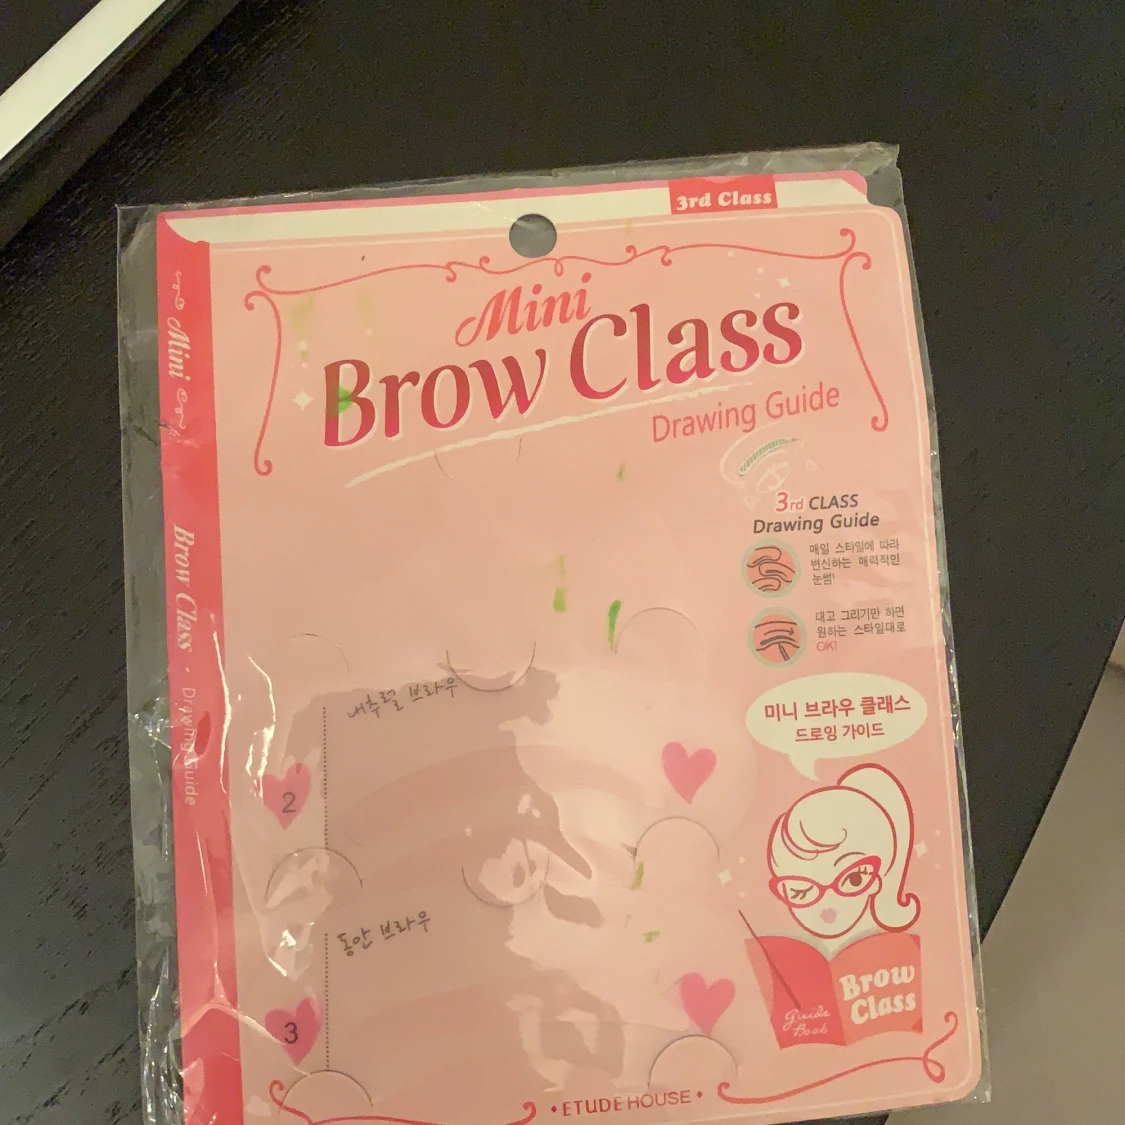 3rd Class
Mini
Brow Class
Drawing Guide
3rd CLASS
Drawing Guide
매일 스타일에 따라
변신하는 매력적인
눈썹!
대고 그리기만 하면
원하는 스타일대로
OK!
미니 브라우 클래스
드로잉 가이드
내추럴 브라우
2
동안 브라우
3
Brow
Class
Guide
Book
•ETUDE HOUSE•
Mini
Brow Class • Drawing Guide